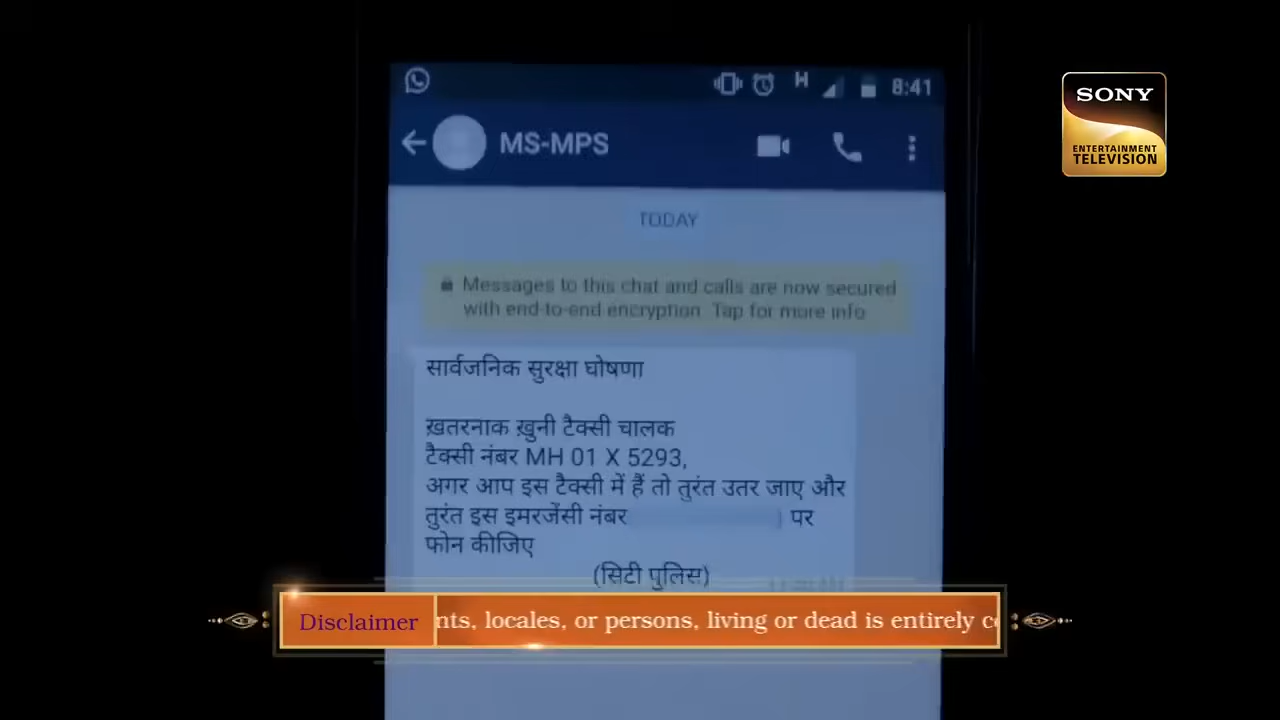 8:41
MS-MPS
SONY
ENTERTAINMENT
TELEVISION
TODAY
Messages to this chat and calls are now secured
with end-to-end encryption. Tap for more info
सार्वजनिक सुरक्षा घोषणा
ख़तरनाक ख़ुनी टैक्सी चालक
टैक्सी नंबर MH 01 X 5293,
अगर आप इस टैक्सी में हैं तो तुरंत उतर जाए और
तुरंत इस इमरजेंसी नंबर पर
फोन कीजिए
(सिटी पुलिस)
Disclaimer
locales, or persons, living or dead is entirely